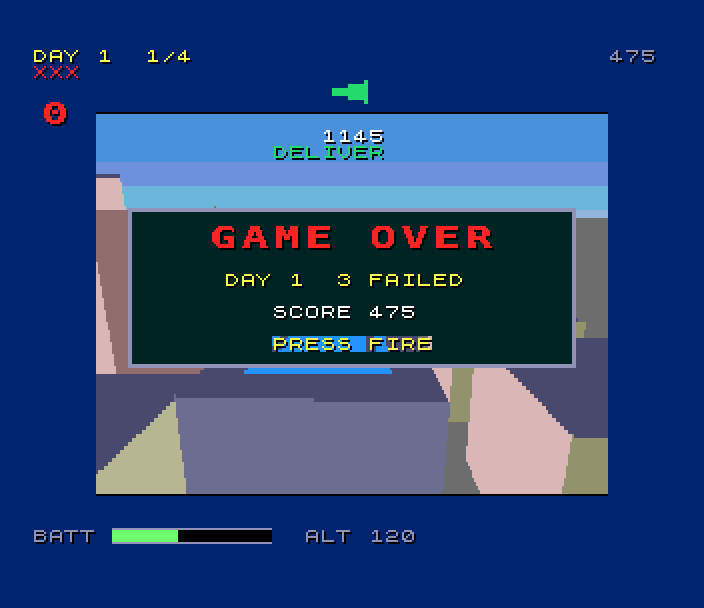 DAY 1 1/4 475
XXX
0
1145
DELIVER
GAME OVER
DAY 1 3 FAILED
SCORE 475
PRESS FIRE
BATT ALT 120